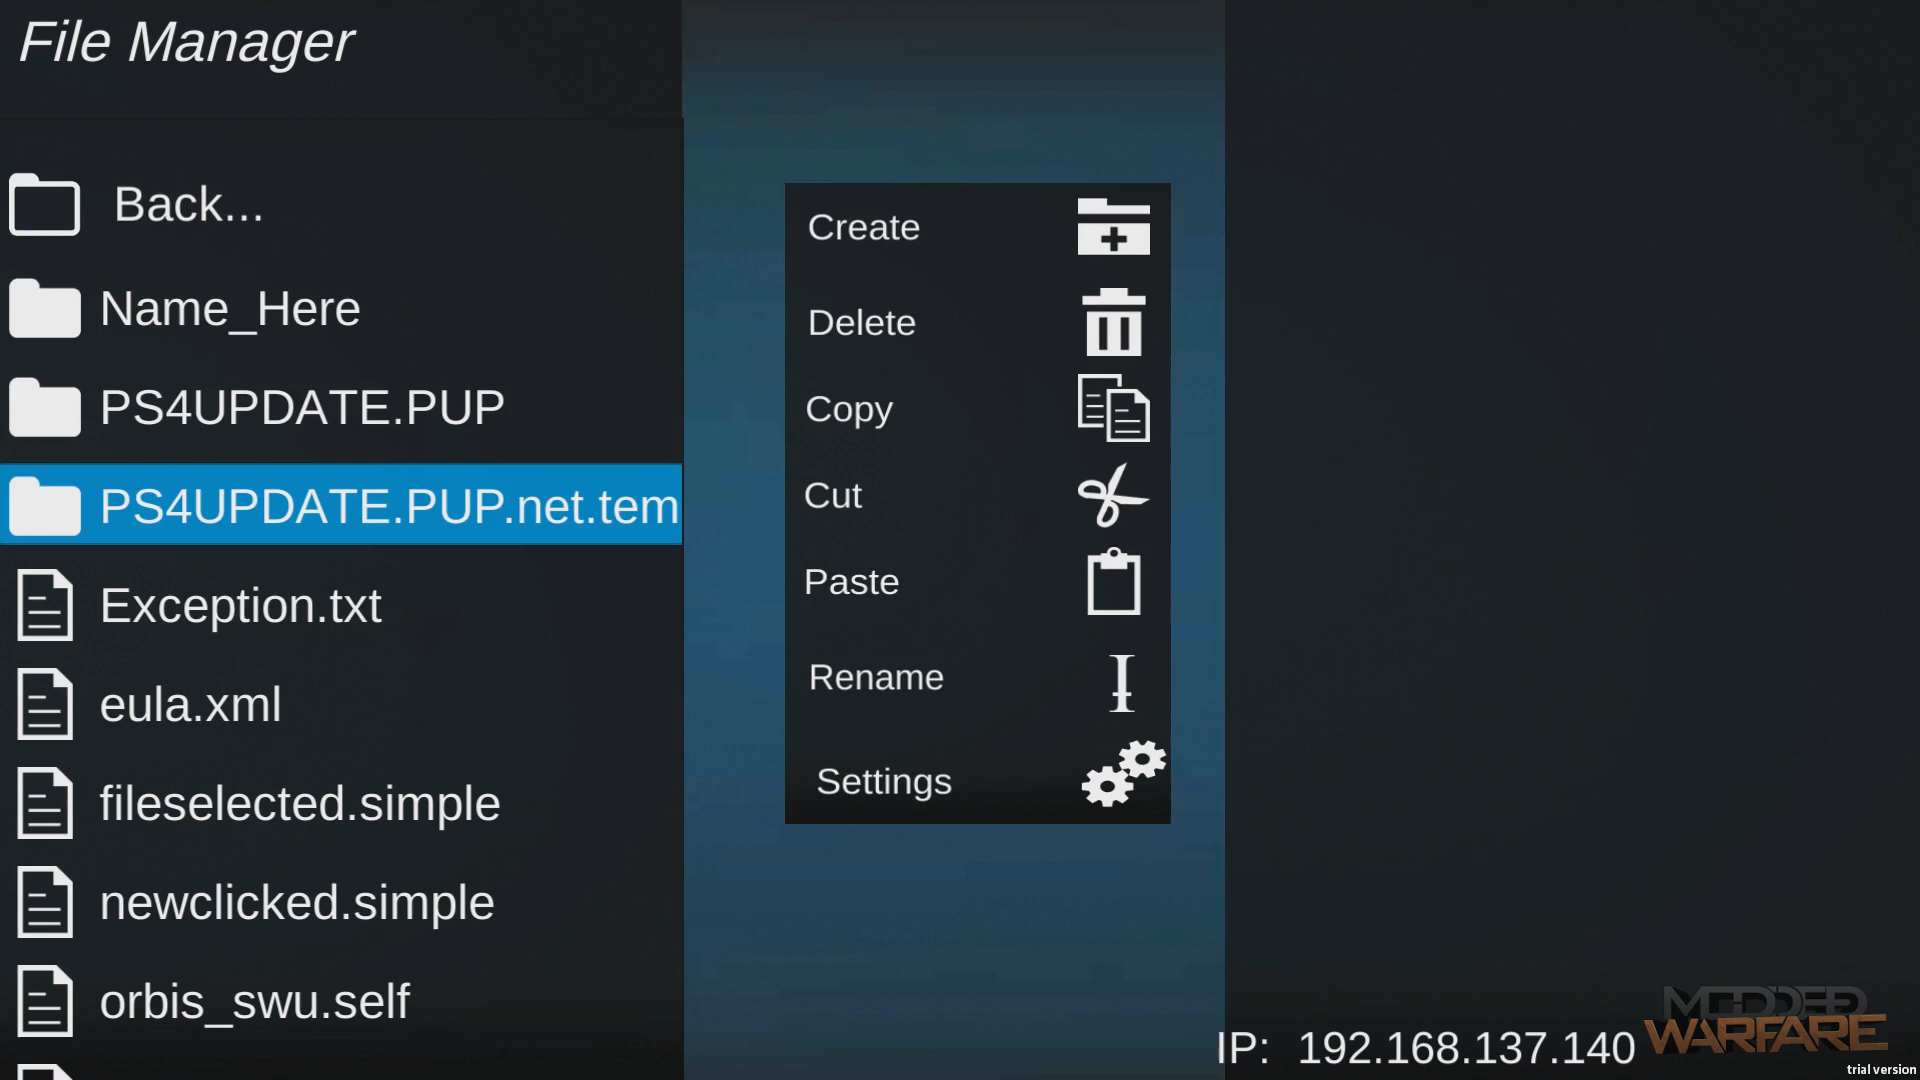 File Manager
Back...
Name_Here
PS4UPDATE.PUP
PS4UPDATE.PUP.net.tem
Exception.txt
eula.xml
fileselected.simple
newclicked.simple
orbis_swu.self
Create
Delete
Copy
Cut
Paste
Rename
Settings
IP: 192.168.137.140
MODDED
WARFARE
trial version